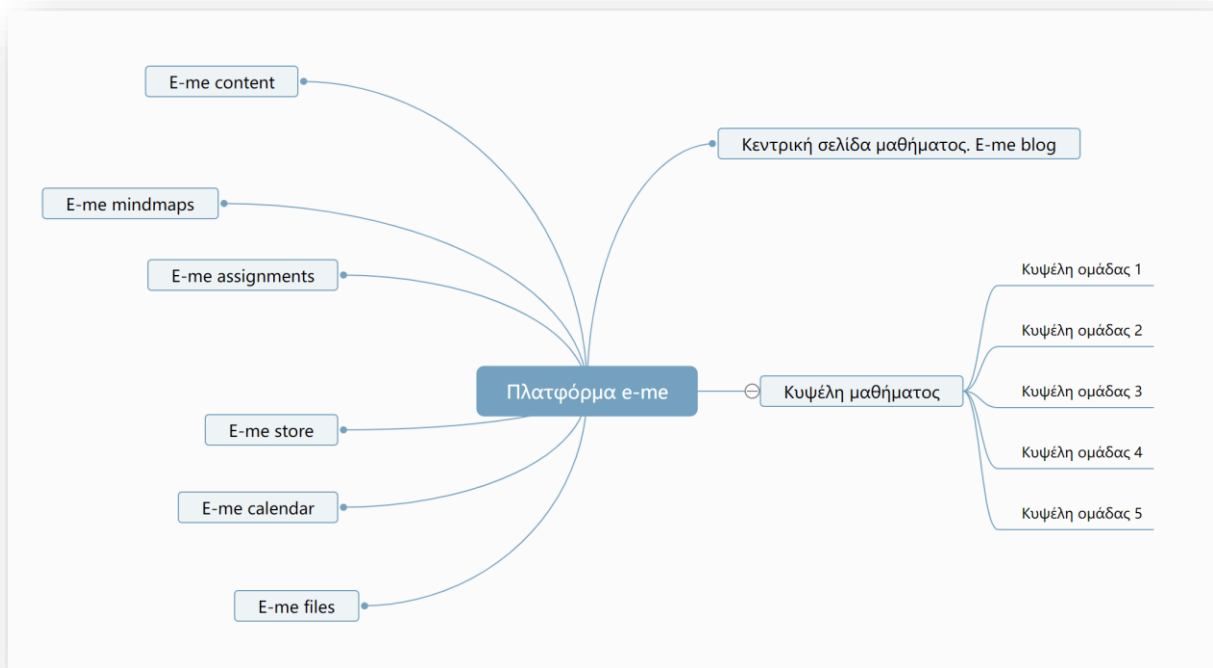 E-me content
Κεντρική σελίδα μαθήματος. E-me blog
E-me mindmaps
E-me assignments
Πλατφόρμα e-me
Κυψέλη μαθήματος
Κυψέλη ομάδας 1
Κυψέλη ομάδας 2
Κυψέλη ομάδας 3
Κυψέλη ομάδας 4
Κυψέλη ομάδας 5
E-me store
E-me calendar
E-me files